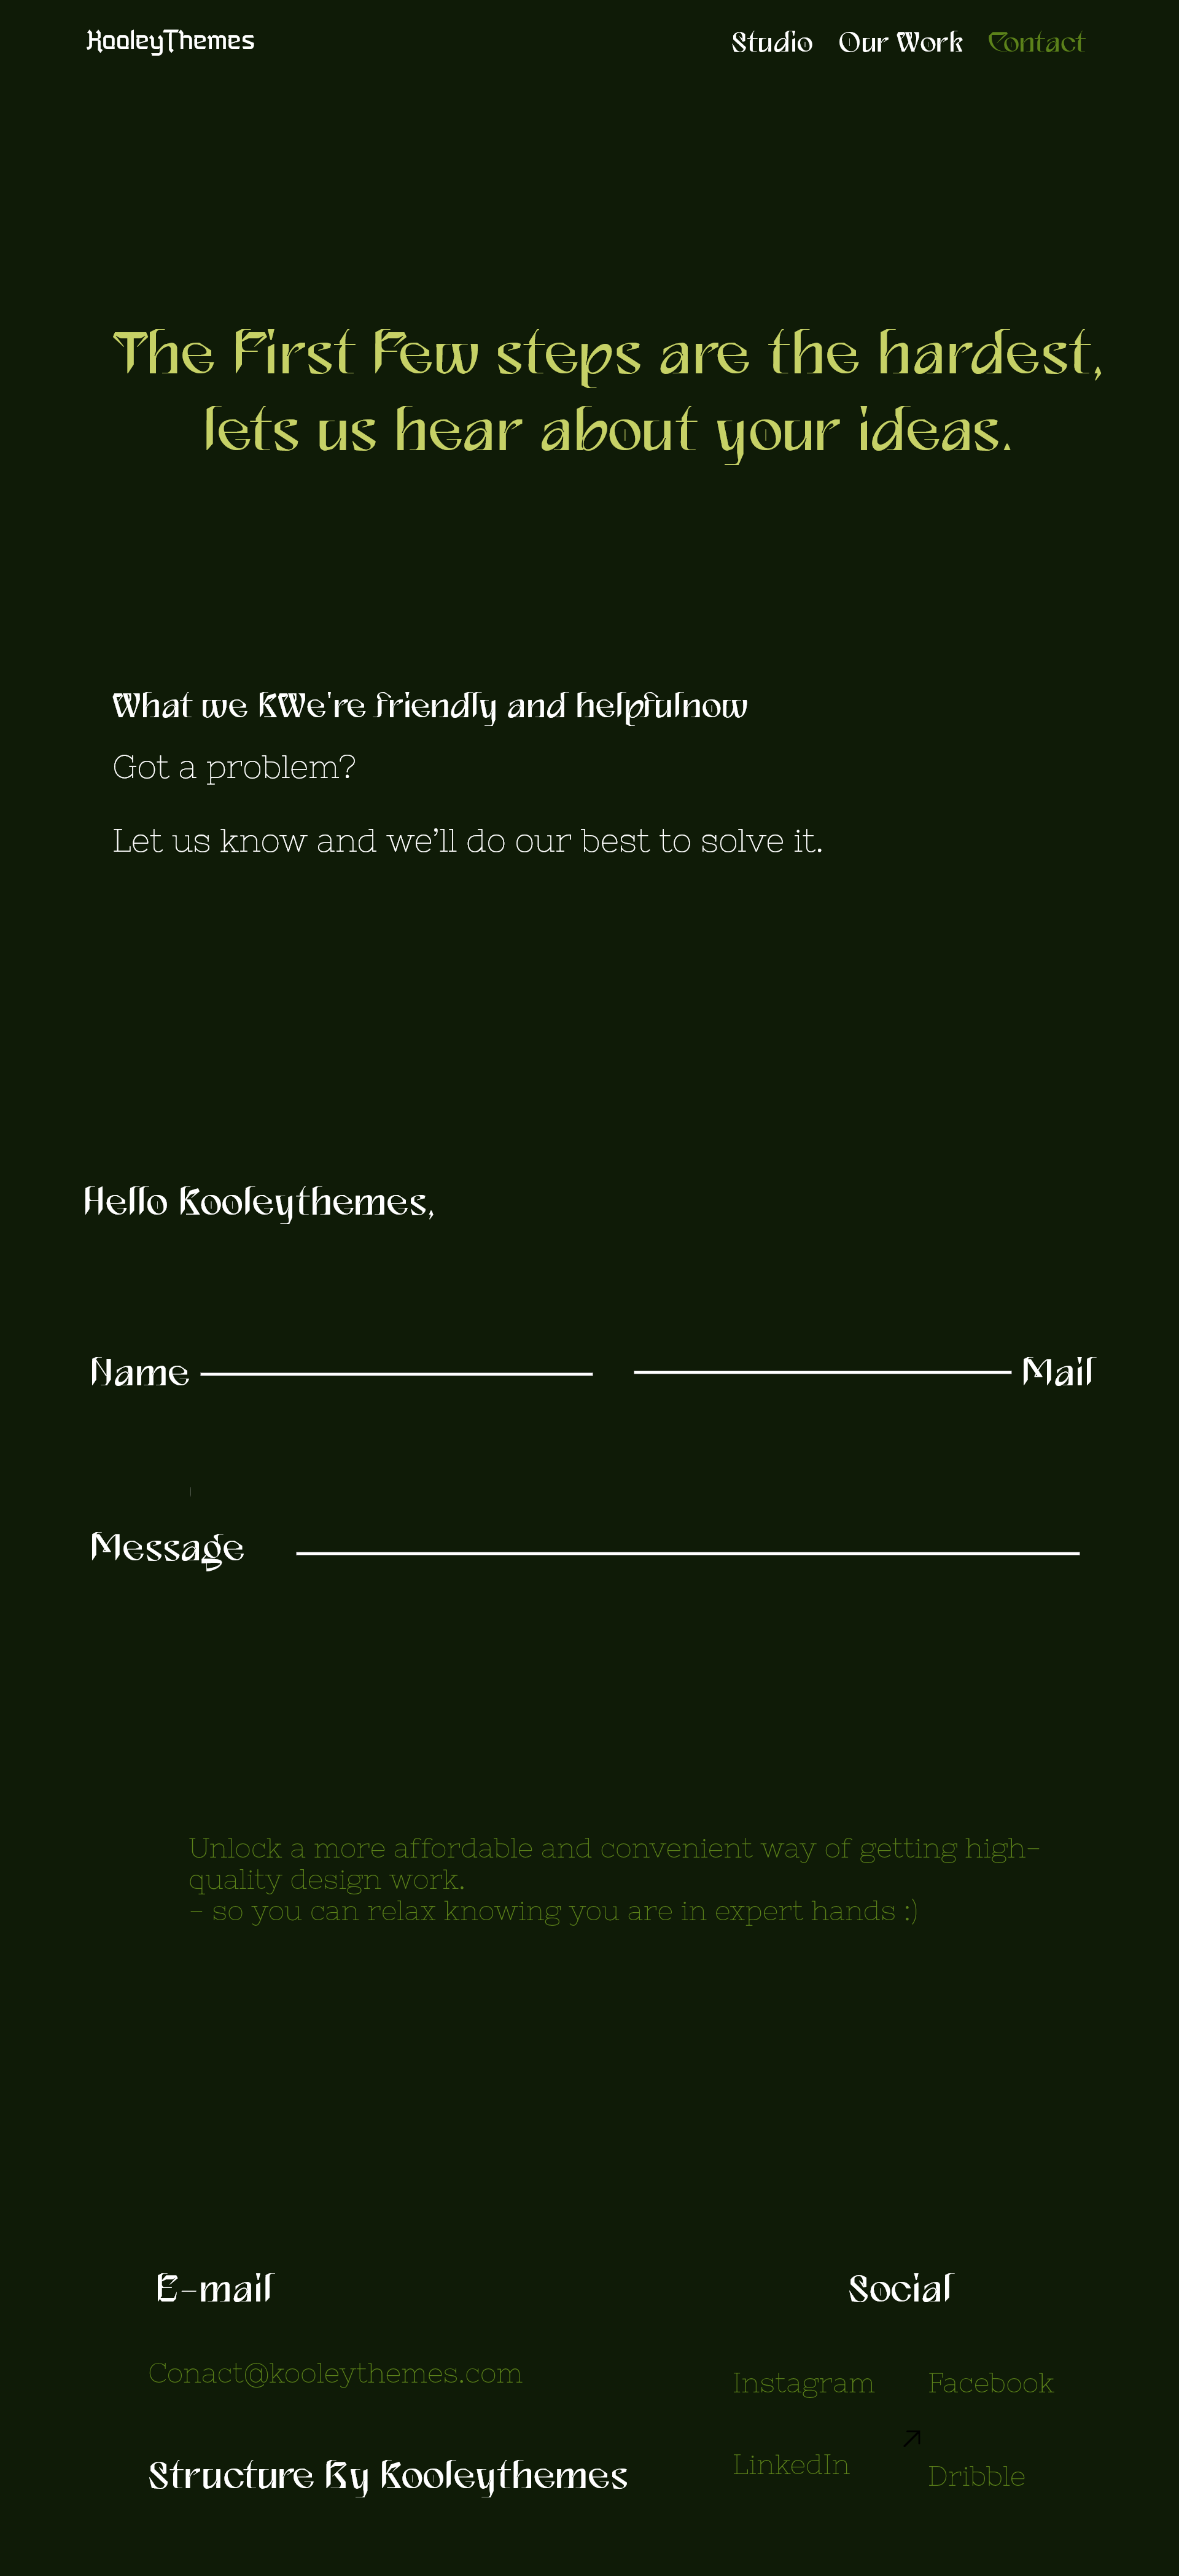 KooleyThemes
Studio Our Work Contact
The First Few steps are the hardest,
lets us hear about your ideas.
What we KWe're friendly and helpfulnow
Got a problem?
Let us know and we’ll do our best to solve it.
Hello Kooleythemes,
Name Mail
Message
Unlock a more affordable and convenient way of getting high-
quality design work.
- so you can relax knowing you are in expert hands :)
E-mail Social
Conact@kooleythemes.com
Instagram Facebook
LinkedIn Dribble
Structure By Kooleythemes